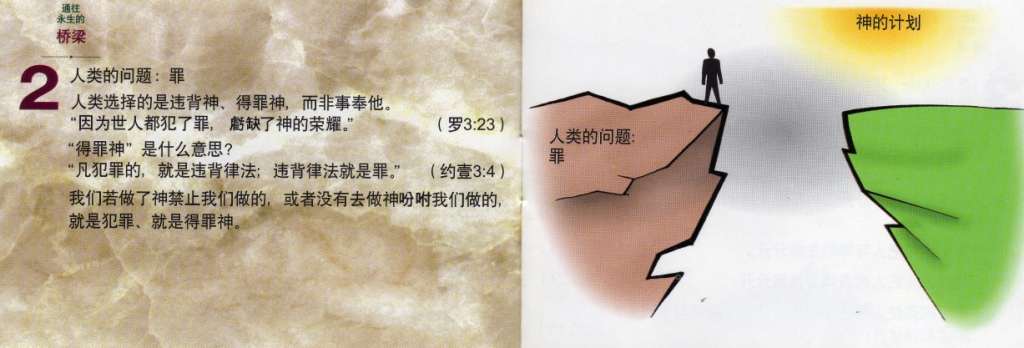 通往
永生的
桥梁
2
人类的问题：罪
人类选择的是违背神、得罪神，而非事奉他。
“因为世人都犯了罪，亏缺了神的荣耀。” （罗3:23）
“得罪神”是什么意思？
“凡犯罪的，就是违背律法；违背律法就是罪。” （约壹3:4）
我们若做了神禁止我们做的，或者没有去做神吩咐我们做的，
就是犯罪、就是得罪神。
神的计划
人类的问题:
罪